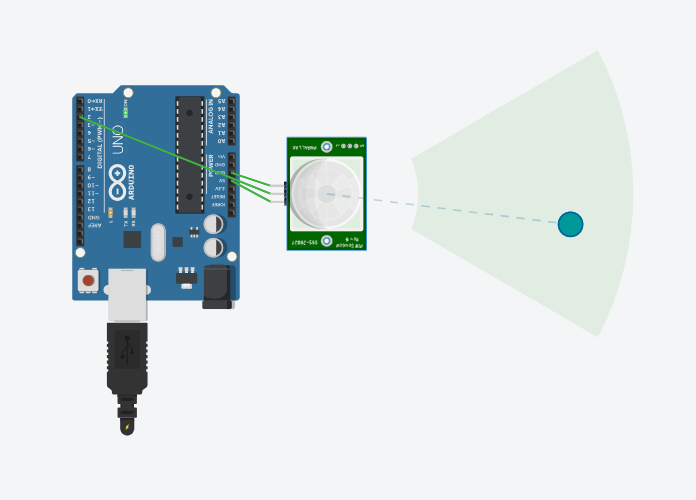 RX←0
TX→1
2
~3
4
~5
~6
7
DIGITAL (PWM~)
8
~9
~10
~11
12
13
GND
AREF
ON
UNO
ARDUINO
L
TX
RX
ANALOG IN
A5
A4
A3
A2
A1
A0
POWER
Vin
GND
GND
5V
3.3V
RESET
IOREF
PARALLAX
555-28027
PIR Sensor
Rev B